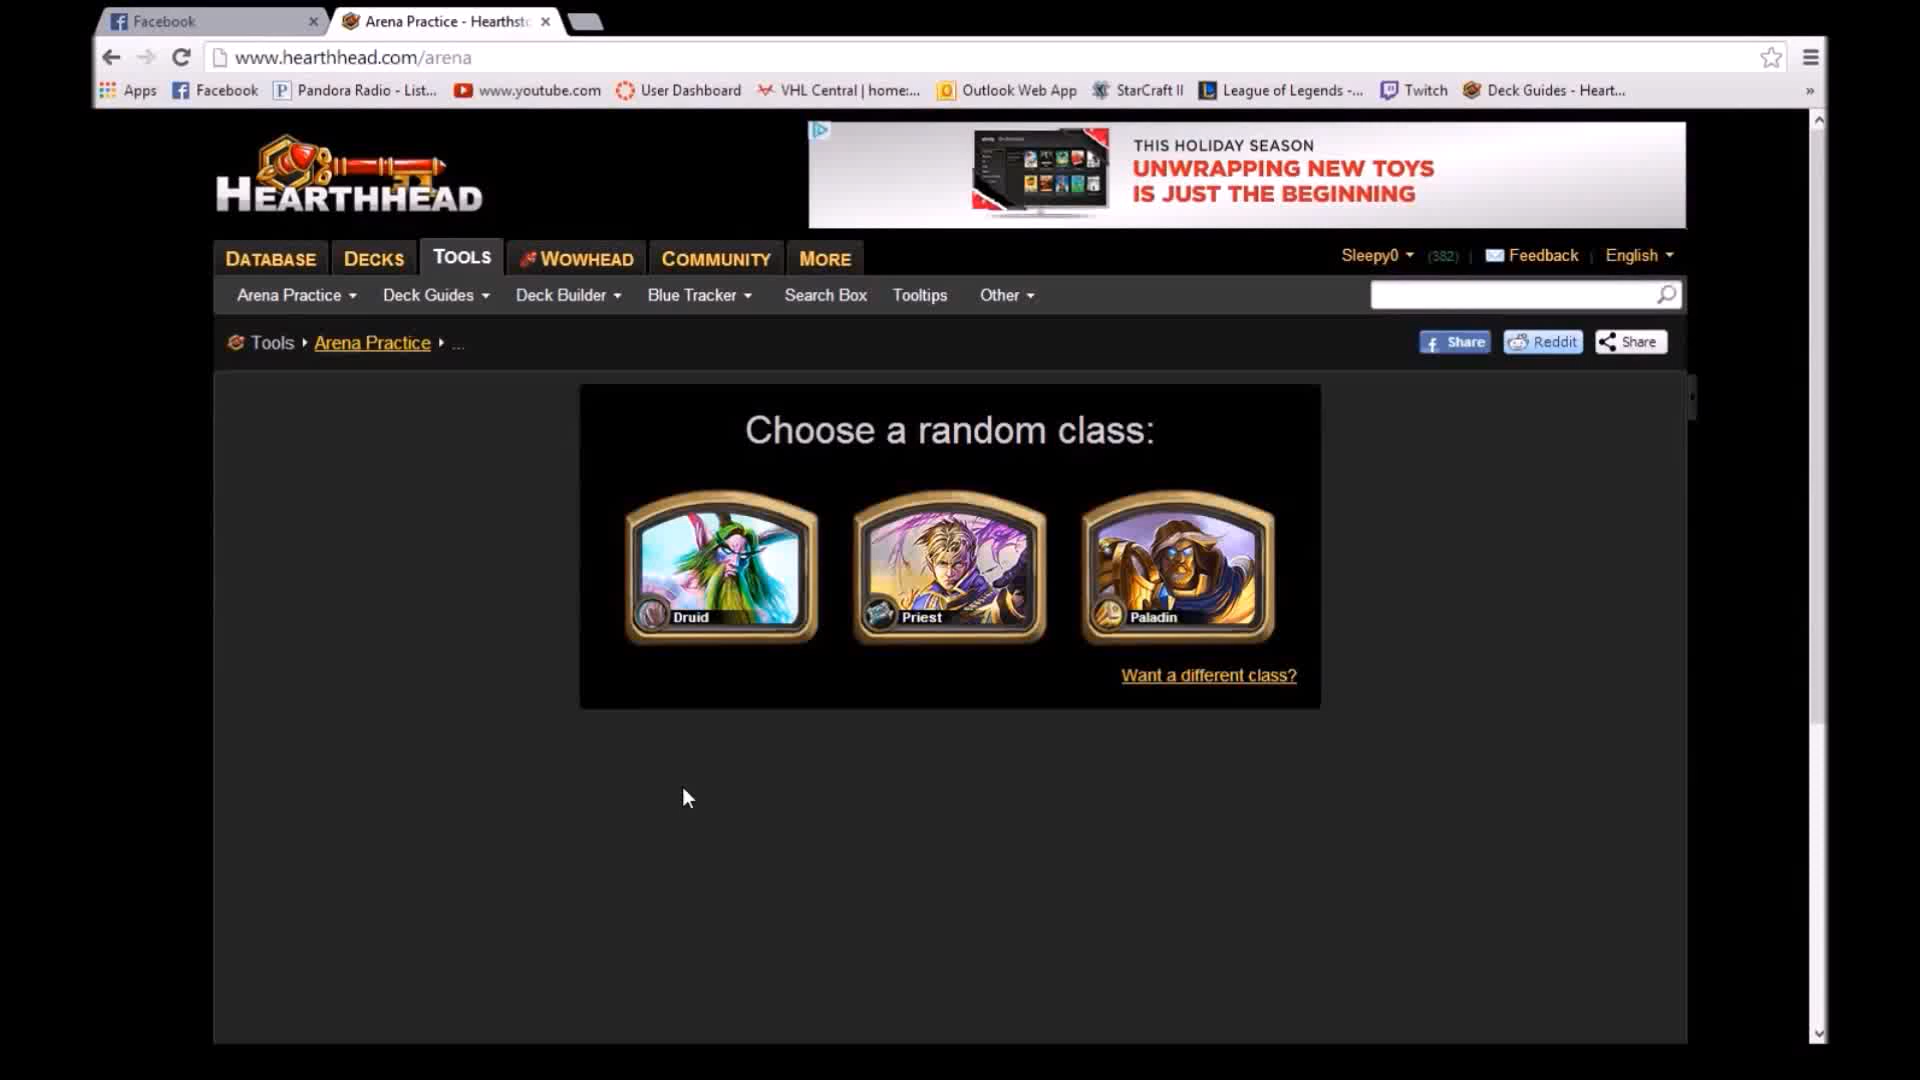 Facebook
Arena Practice - Hearthst
www.hearthhead.com/arena
Apps Facebook Pandora Radio - List... www.youtube.com User Dashboard VHL Central | home:... Outlook Web App StarCraft II League of Legends -... Twitch Deck Guides - Heart... »
HEARTHHEAD
THIS HOLIDAY SEASON
UNWRAPPING NEW TOYS
IS JUST THE BEGINNING
DATABASE DECKS TOOLS WOWHEAD COMMUNITY MORE
Sleepy0 (382) | Feedback | English
Arena Practice Deck Guides Deck Builder Blue Tracker Search Box Tooltips Other
Tools Arena Practice ...
Share Reddit Share
Choose a random class:
Druid Priest Paladin
Want a different class?